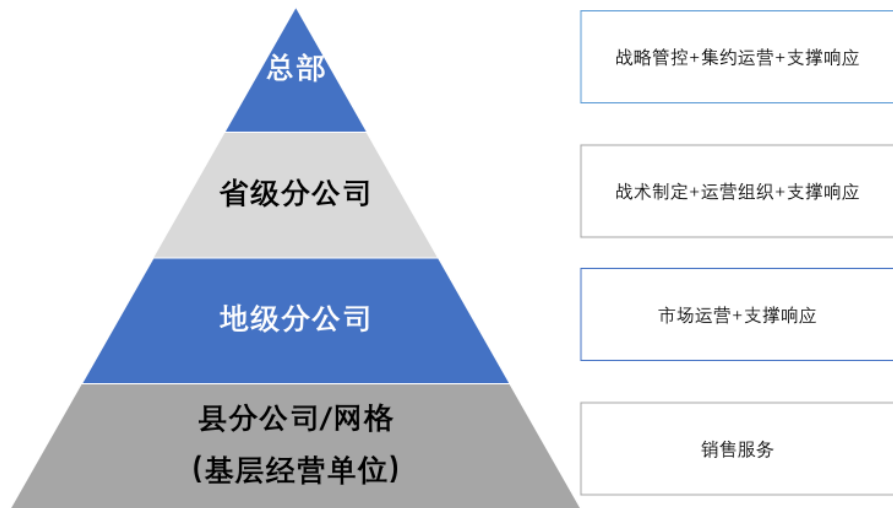 总部
战略管控+集约运营+支撑响应
省级分公司
战术制定+运营组织+支撑响应
地级分公司
市场运营+支撑响应
县分公司/网格
(基层经营单位)
销售服务